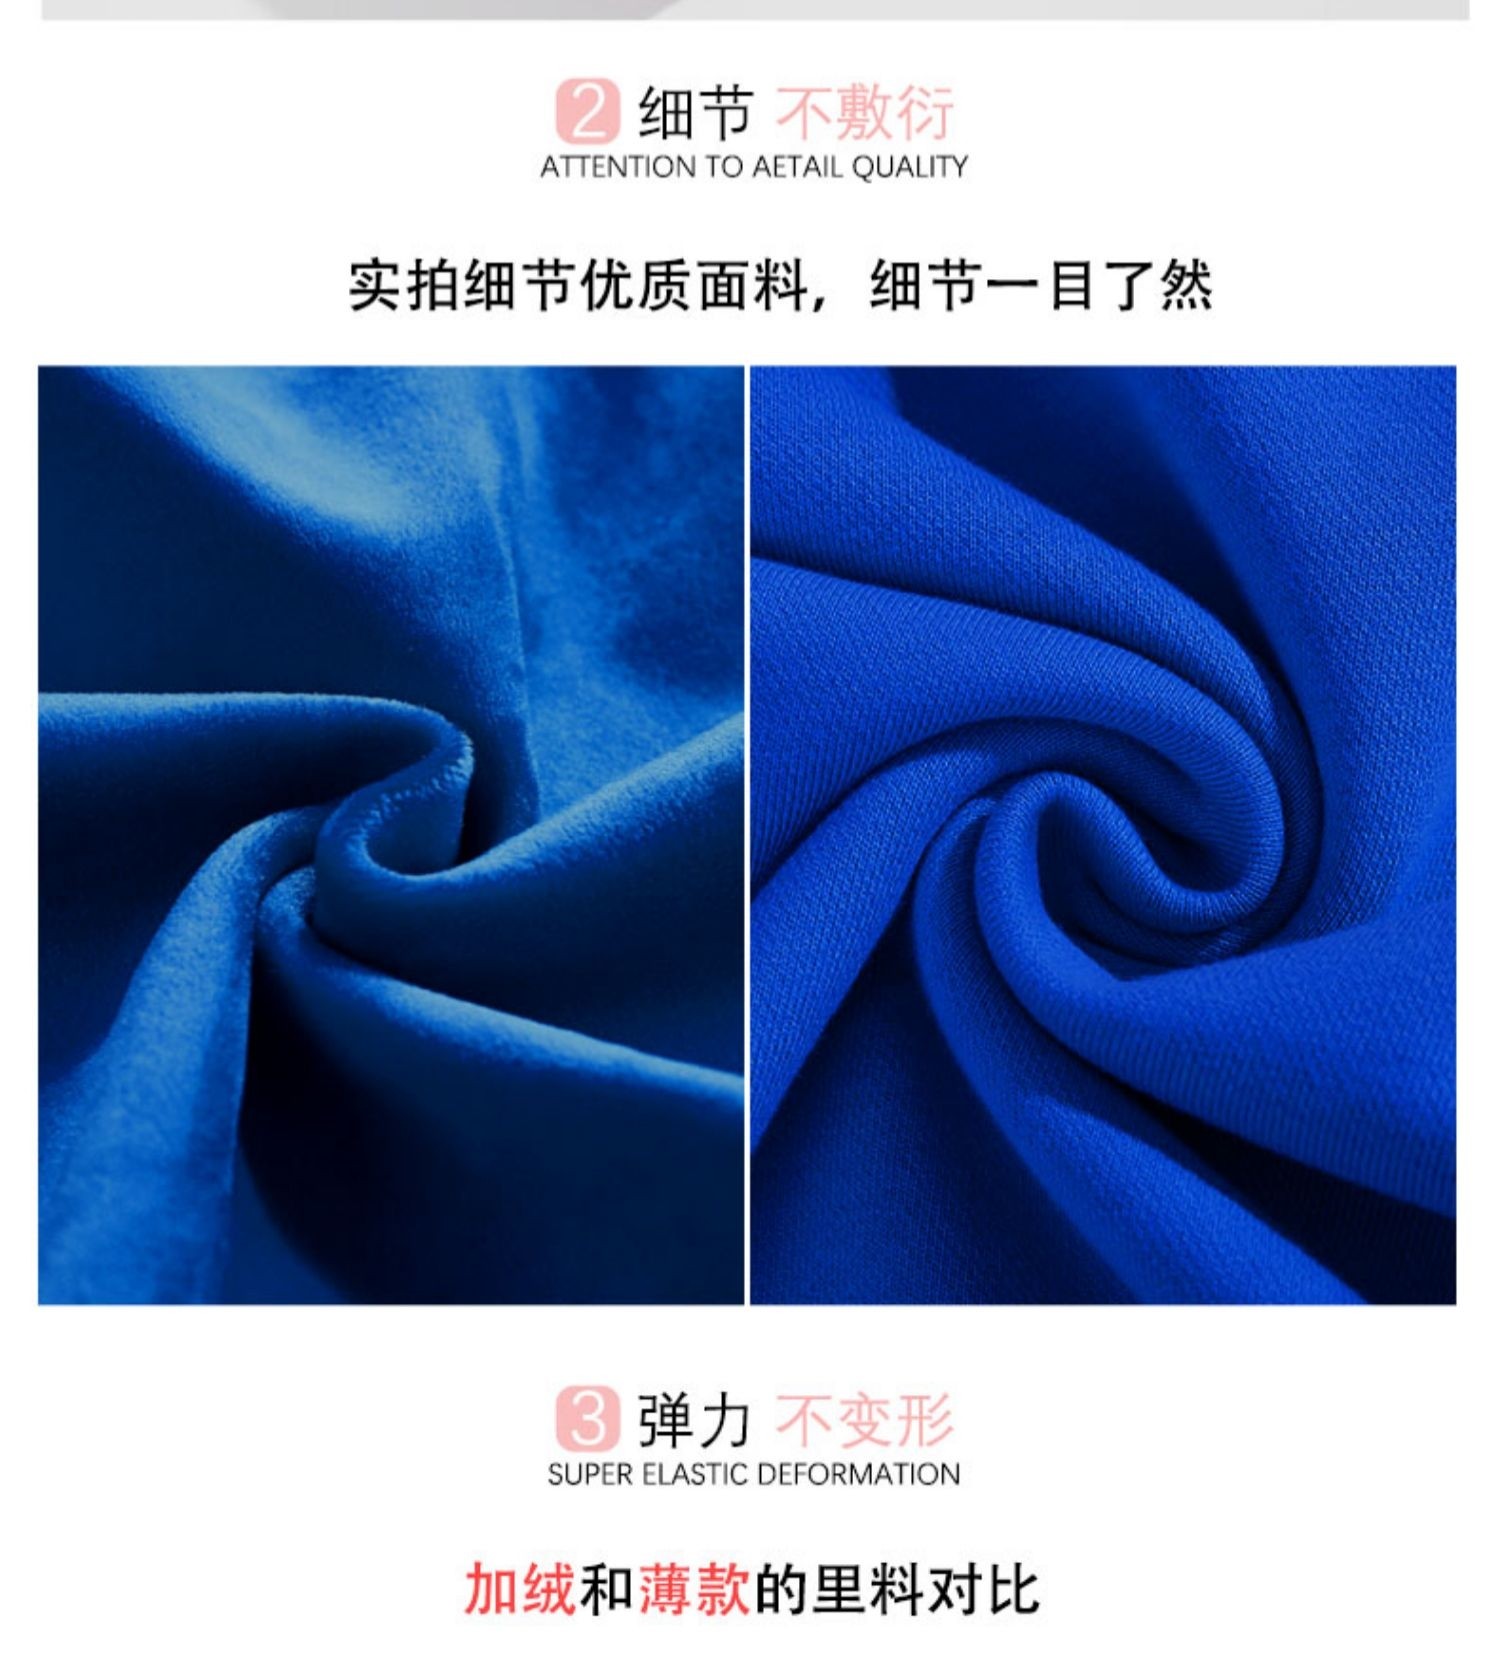 2 细节 不敷衍
ATTENTION TO AETAIL QUALITY
实拍细节优质面料，细节一目了然
3 弹力 不变形
SUPER ELASTIC DEFORMATION
加绒和薄款的里料对比